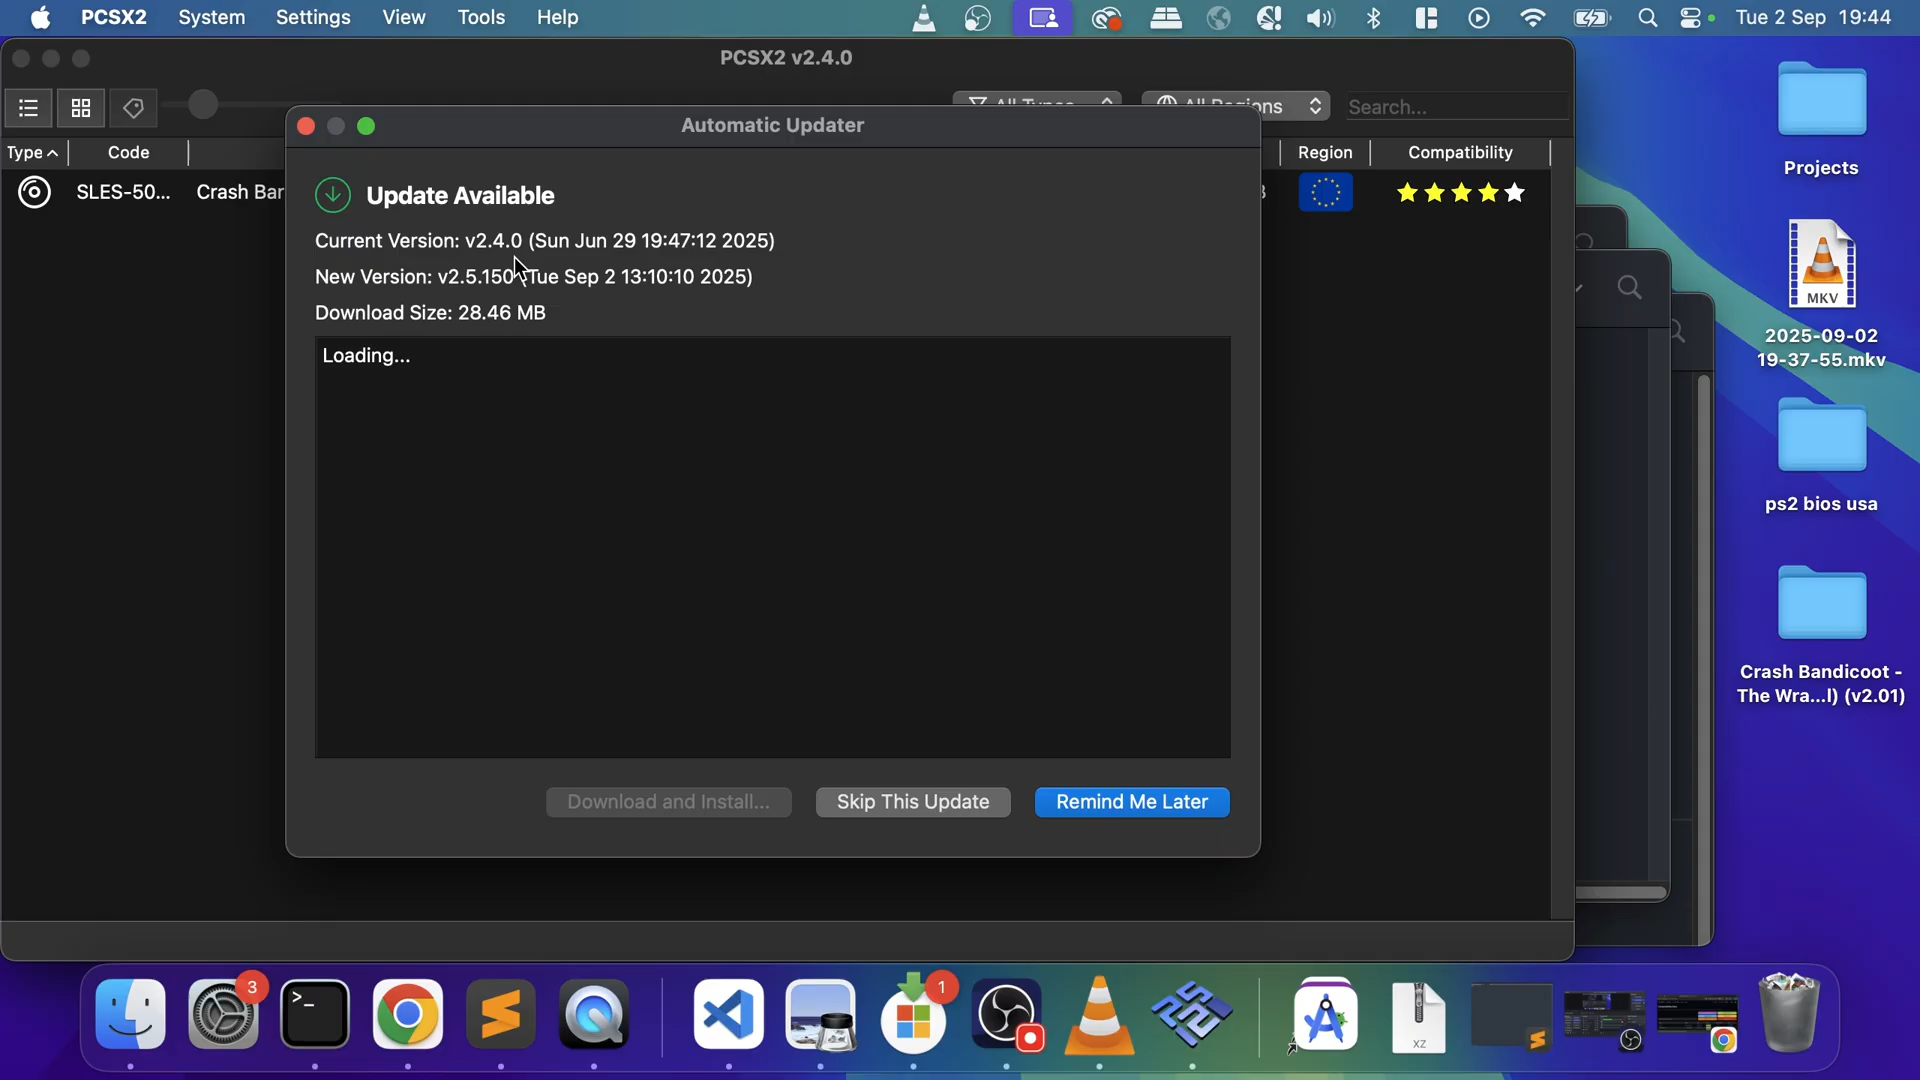 PCSX2 System Settings View Tools Help Tue 2 Sep 19:44
PCSX2 v2.4.0
All Regions Search...
Automatic Updater
Type Code Region Compatibility
SLES-50... Crash Bar
Update Available
Current Version: v2.4.0 (Sun Jun 29 19:47:12 2025)
New Version: v2.5.150 (Tue Sep 2 13:10:10 2025)
Download Size: 28.46 MB
Loading...
Download and Install... Skip This Update Remind Me Later
Projects
MKV
2025-09-02
19-37-55.mkv
ps2 bios usa
Crash Bandicoot -
The Wra...l) (v2.01)
3
1
XZ